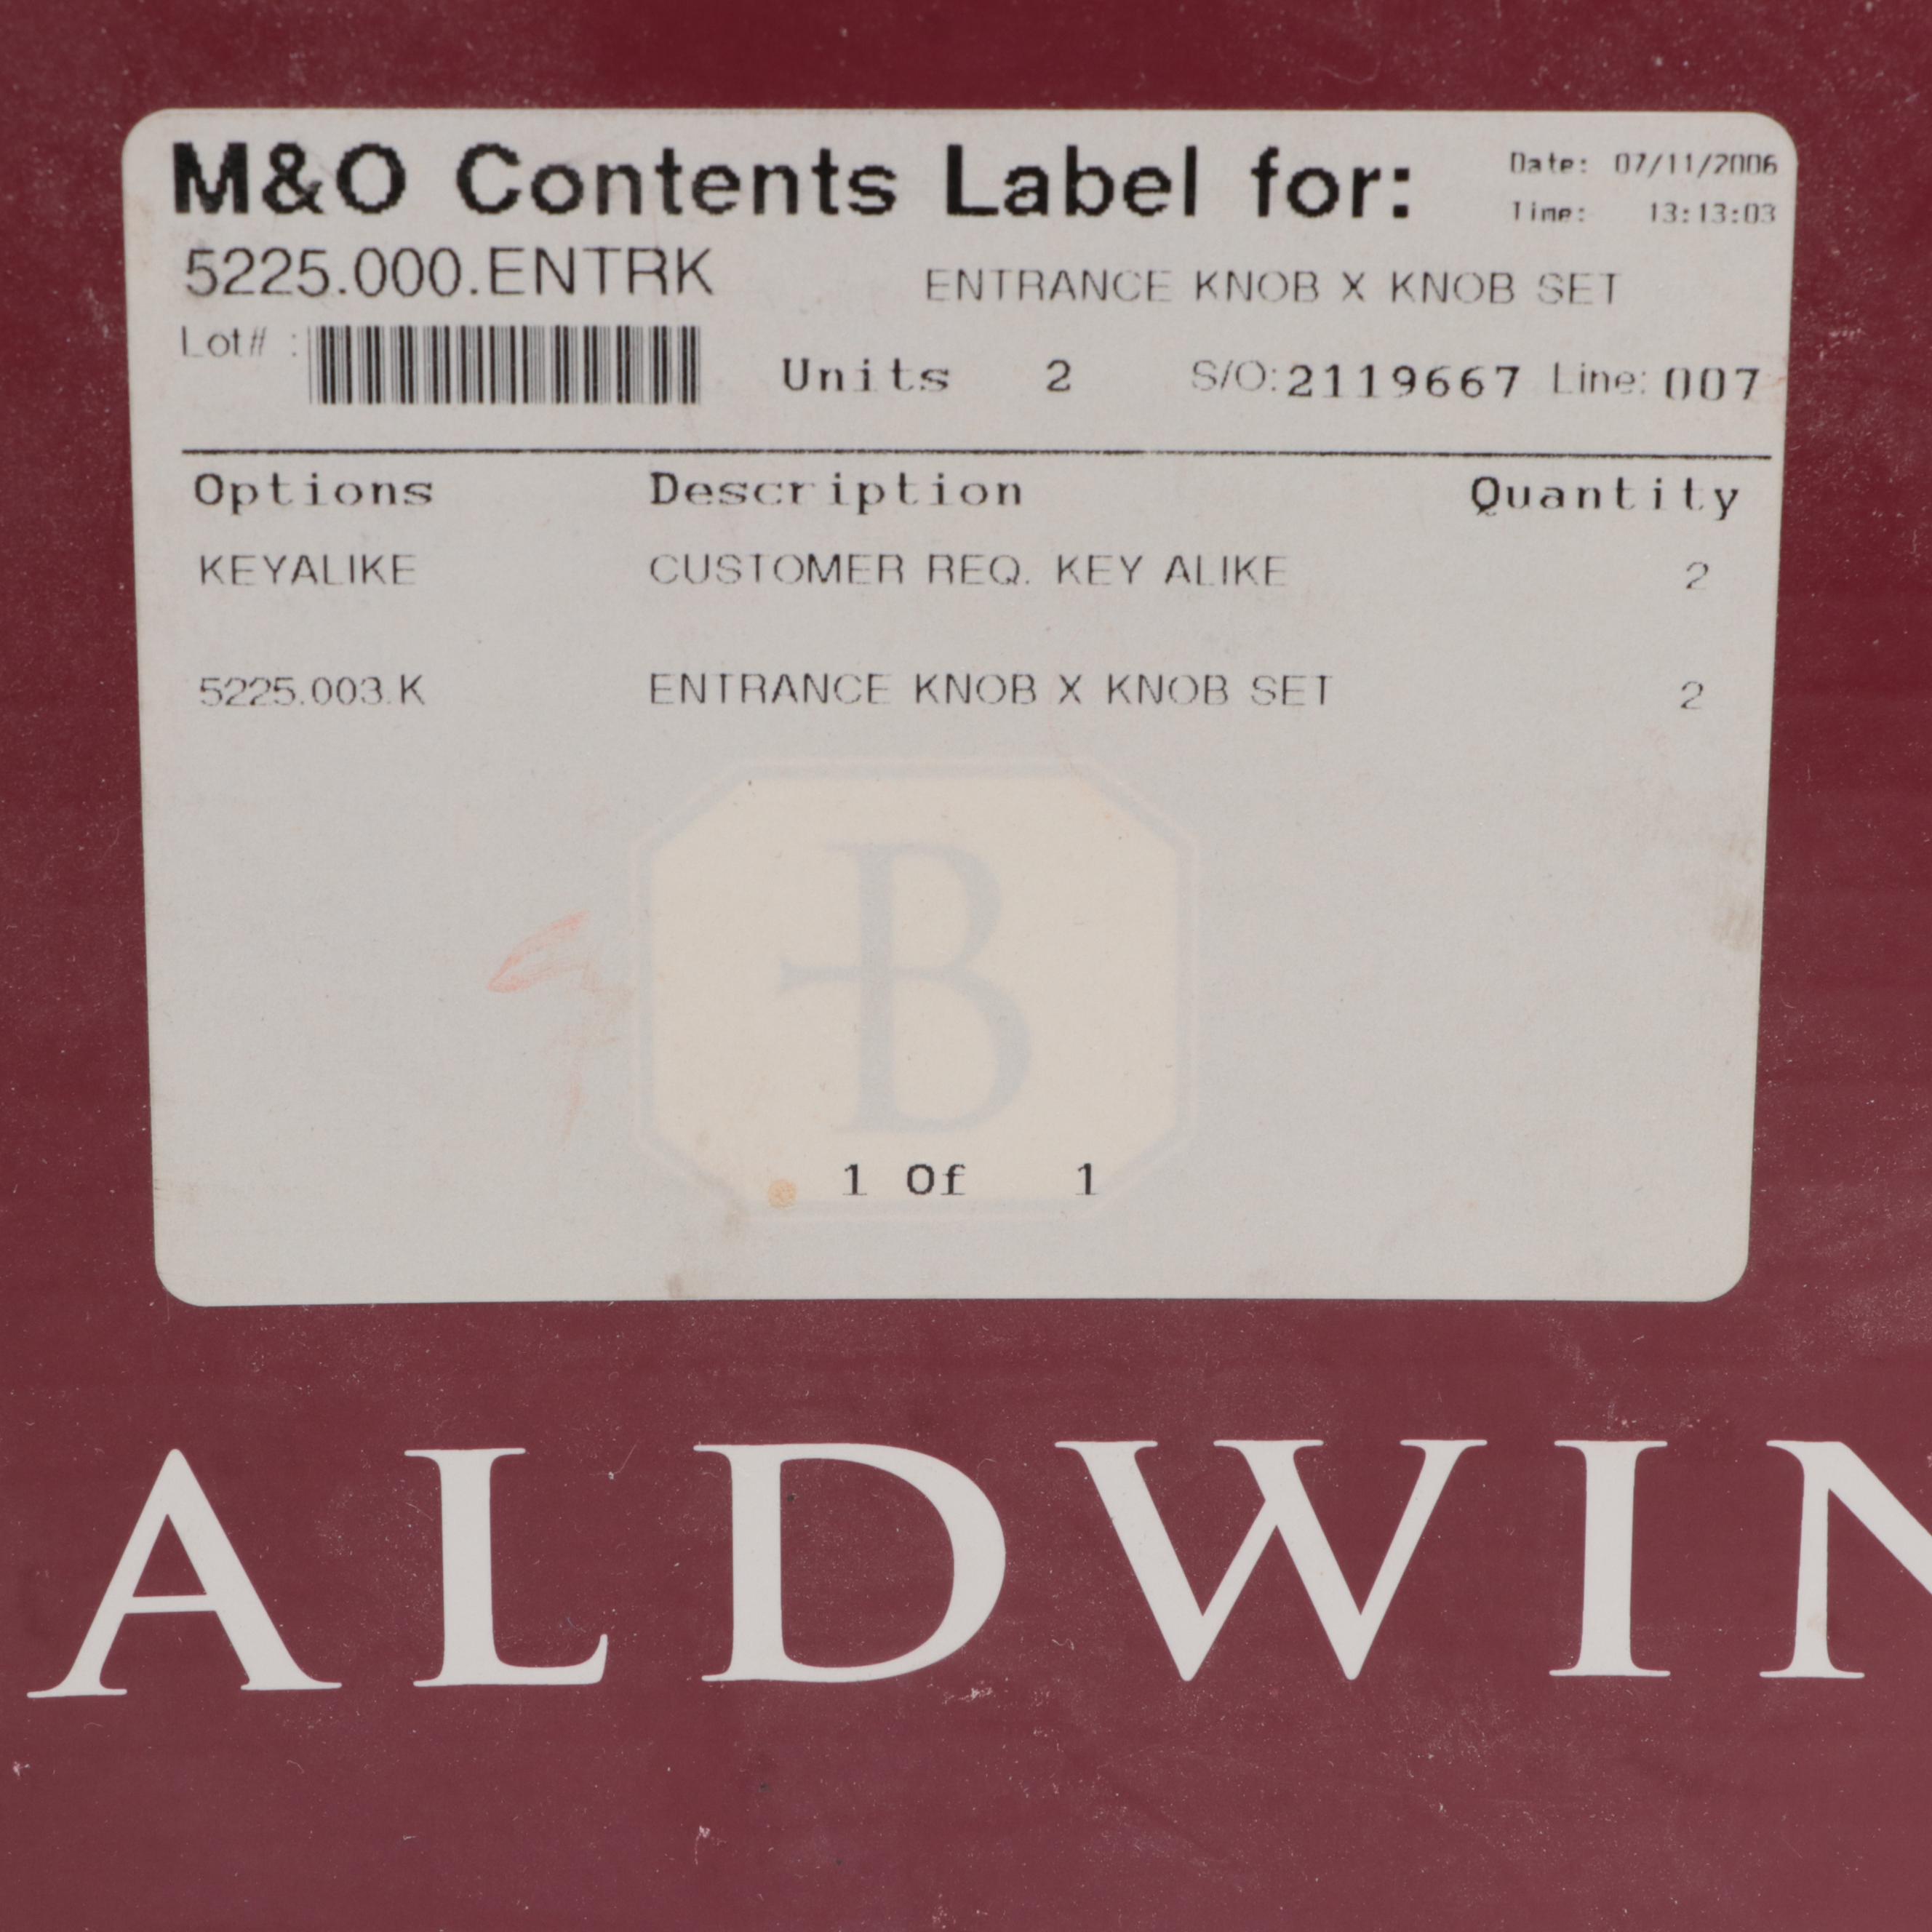 M&O Contents Label for:
Date: 07/11/2006
Time: 13:13:03
5225.000.ENTRK ENTRANCE KNOB X KNOB SET
Lot# : Units 2 S/O: 2119667 Line: 007
Options Description Quantity
KEYALIKE CUSTOMER REQ. KEY ALIKE 2
5225.003.K ENTRANCE KNOB X KNOB SET 2
B
1 Of 1
ALDWIN